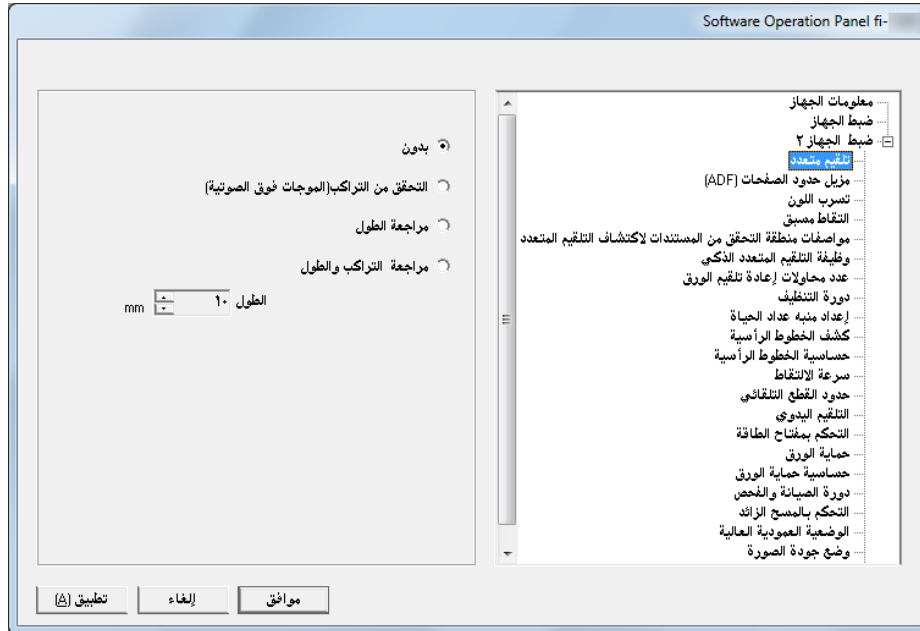 Software Operation Panel fi-
معلومات الجهاز
ضبط الجهاز
ضبط الجهاز ٢
تلقيم متعدد
مزيل حدود الصفحات (ADF)
تسرب اللون
التقاط مسبق
مواصفات منطقة التحقق من المستندات لاكتشاف التلقيم المتعدد
وظيفة التلقيم المتعدد الذكي
عدد محاولات إعادة تلقيم الورق
دورة التنظيف
إعداد منبه عداد الحياة
كشف الخطوط الرأسية
حساسية الخطوط الرأسية
سرعة الالتقاط
حدود القطع التلقائي
التلقيم اليدوي
التحكم بمفتاح الطاقة
حماية الورق
حساسية حماية الورق
دورة الصيانة والفحص
التحكم بالمسح الزائد
الوضعية العمودية العالية
وضع جودة الصورة
بدون
التحقق من التراكب(الموجات فوق الصوتية)
مراجعة الطول
مراجعة التراكب والطول
الطول ١٠ mm
موافق
إلغاء
تطبيق (A)